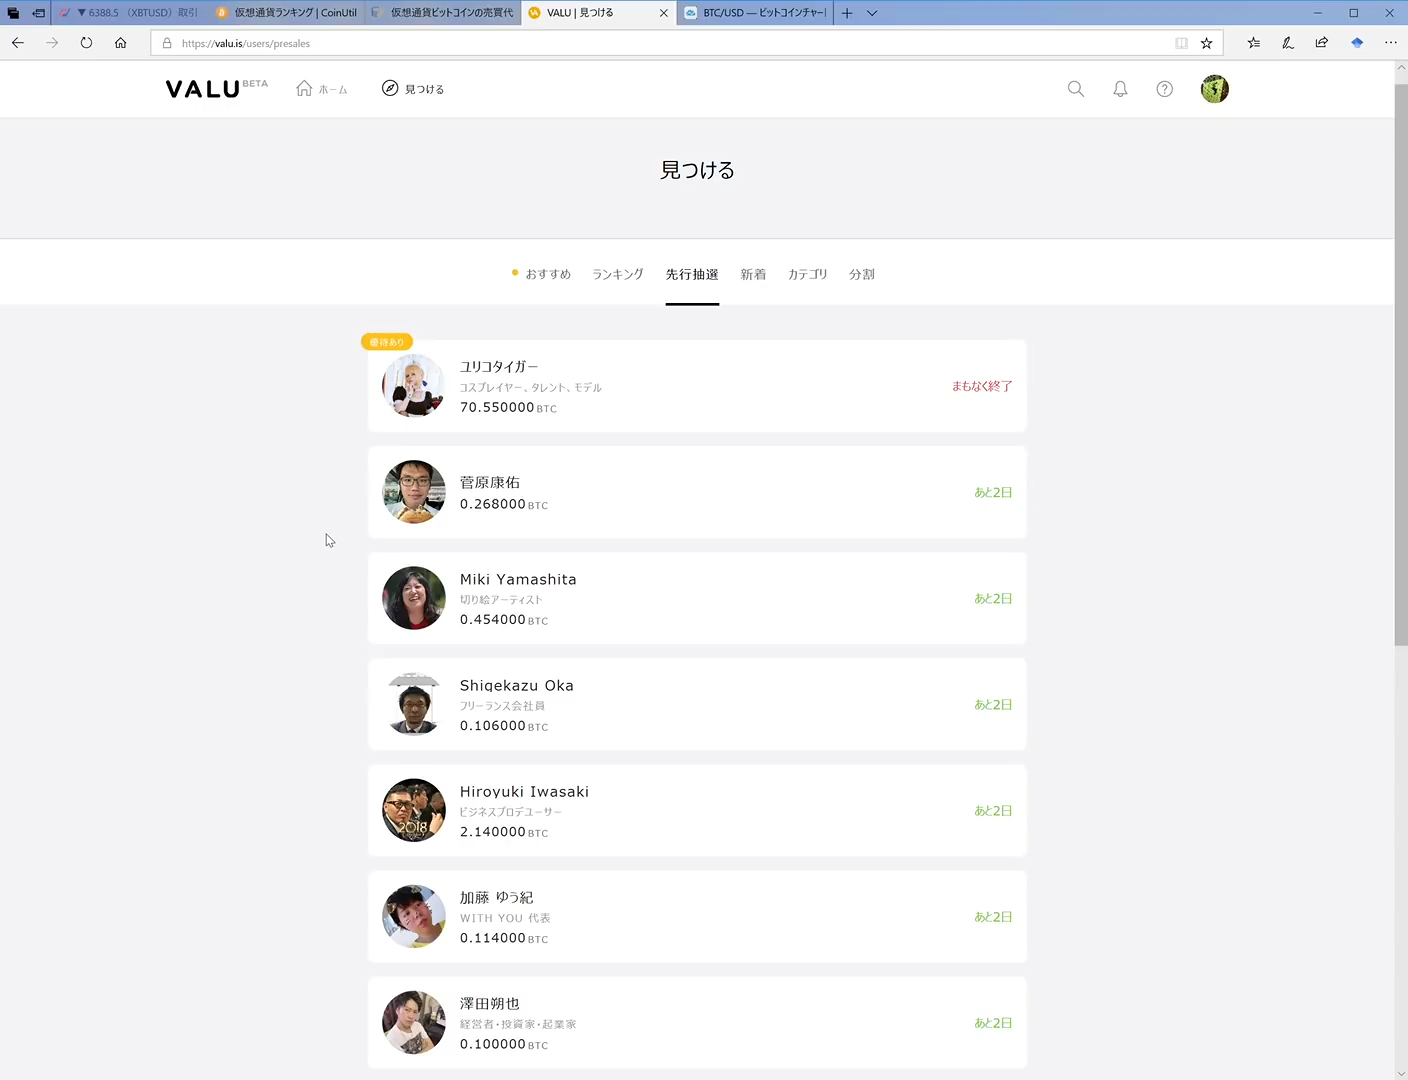 ▼ 6388.5 （XBTUSD）取引
仮想通貨ランキング | CoinUtil
仮想通貨ビットコインの売買代
VALU | 見つける
BTC/USD — ビットコインチャート
https://valu.is/users/presales
VALU BETA
ホーム
見つける
見つける
おすすめ
ランキング
先行抽選
新着
カテゴリ
分割
優待あり
ユリコタイガー
コスプレイヤー、タレント、モデル
70.550000 BTC
まもなく終了
菅原康佑
0.268000 BTC
あと2日
Miki Yamashita
切り絵アーティスト
0.454000 BTC
あと2日
Shigekazu Oka
フリーランス会社員
0.106000 BTC
あと2日
Hiroyuki Iwasaki
ビジネスプロデューサー
2.140000 BTC
あと2日
2018
加藤 ゆう紀
WITH YOU 代表
0.114000 BTC
あと2日
澤田朔也
経営者・投資家・起業家
0.100000 BTC
あと2日